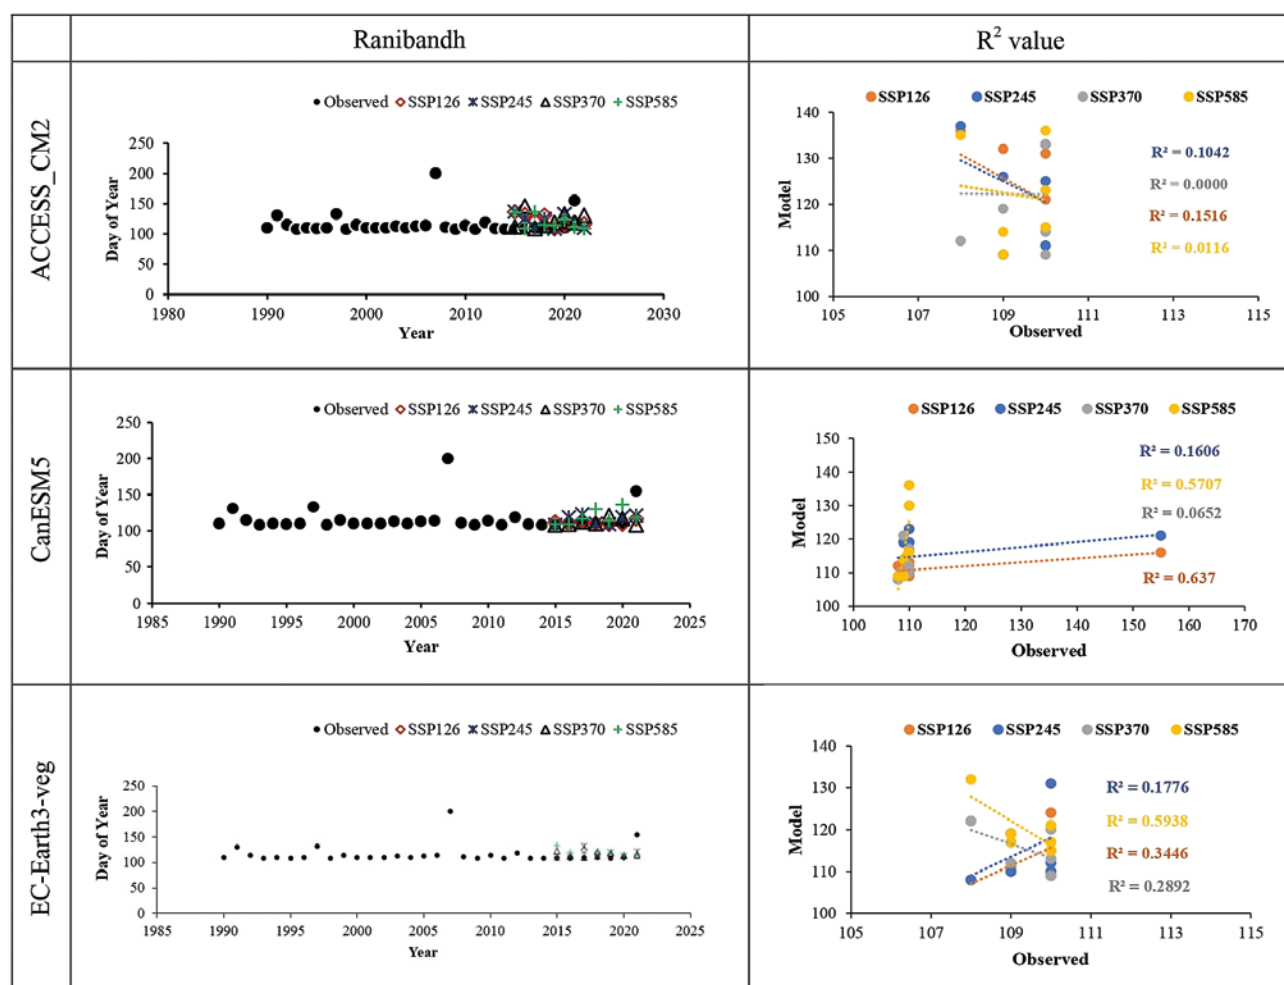 Ranibandh
R² value
ACCESS_CM2
Observed SSP126 SSP245 SSP370 SSP585
Day of Year
250
200
150
100
50
0
1980 1990 2000 2010 2020 2030
Year
SSP126 SSP245 SSP370 SSP585
Model
140
130
120
110
100
R² = 0.1042
R² = 0.0000
R² = 0.1516
R² = 0.0116
105 107 109 111 113 115
Observed
CanESM5
Observed SSP126 SSP245 SSP370 SSP585
Day of Year
250
200
150
100
50
0
1985 1990 1995 2000 2005 2010 2015 2020 2025
Year
SSP126 SSP245 SSP370 SSP585
Model
150
140
130
120
110
100
R² = 0.1606
R² = 0.5707
R² = 0.0652
R² = 0.637
100 110 120 130 140 150 160 170
Observed
EC-Earth3-veg
Observed SSP126 SSP245 SSP370 SSP585
Day of Year
250
200
150
100
50
0
1985 1990 1995 2000 2005 2010 2015 2020 2025
Year
SSP126 SSP245 SSP370 SSP585
Model
140
130
120
110
100
R² = 0.1776
R² = 0.5938
R² = 0.3446
R² = 0.2892
105 107 109 111 113 115
Observed